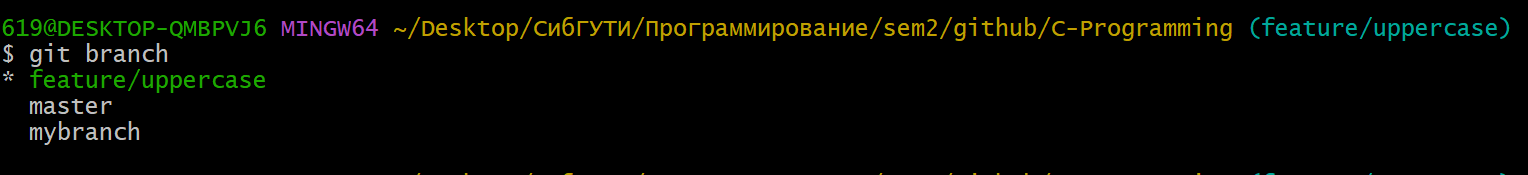 619@DESKTOP-QMBPVJ6 MINGW64 ~/Desktop/СибГУТИ/Программирование/sem2/github/C-Programming (feature/uppercase)
$ git branch
* feature/uppercase
  master
  mybranch